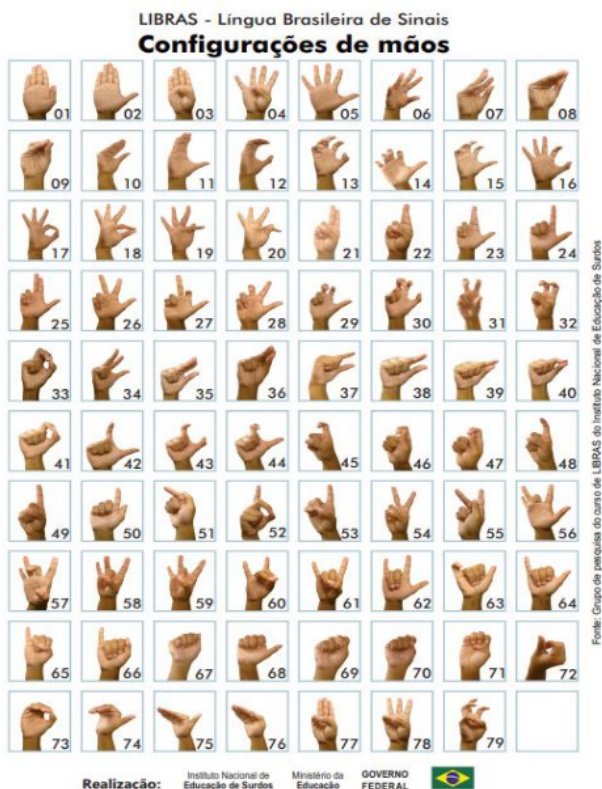 LIBRAS - Língua Brasileira de Sinais
Configurações de mãos
01 02 03 04 05 06 07 08
09 10 11 12 13 14 15 16
17 18 19 20 21 22 23 24
25 26 27 28 29 30 31 32
33 34 35 36 37 38 39 40
41 42 43 44 45 46 47 48
49 50 51 52 53 54 55 56
57 58 59 60 61 62 63 64
65 66 67 68 69 70 71 72
73 74 75 76 77 78 79
Fonte: Grupo de pesquisa do curso de LIBRAS do Instituto Nacional de Educação de Surdos
Realização: Instituto Nacional de Ministério da GOVERNO
Educação de Surdos Educação FEDERAL